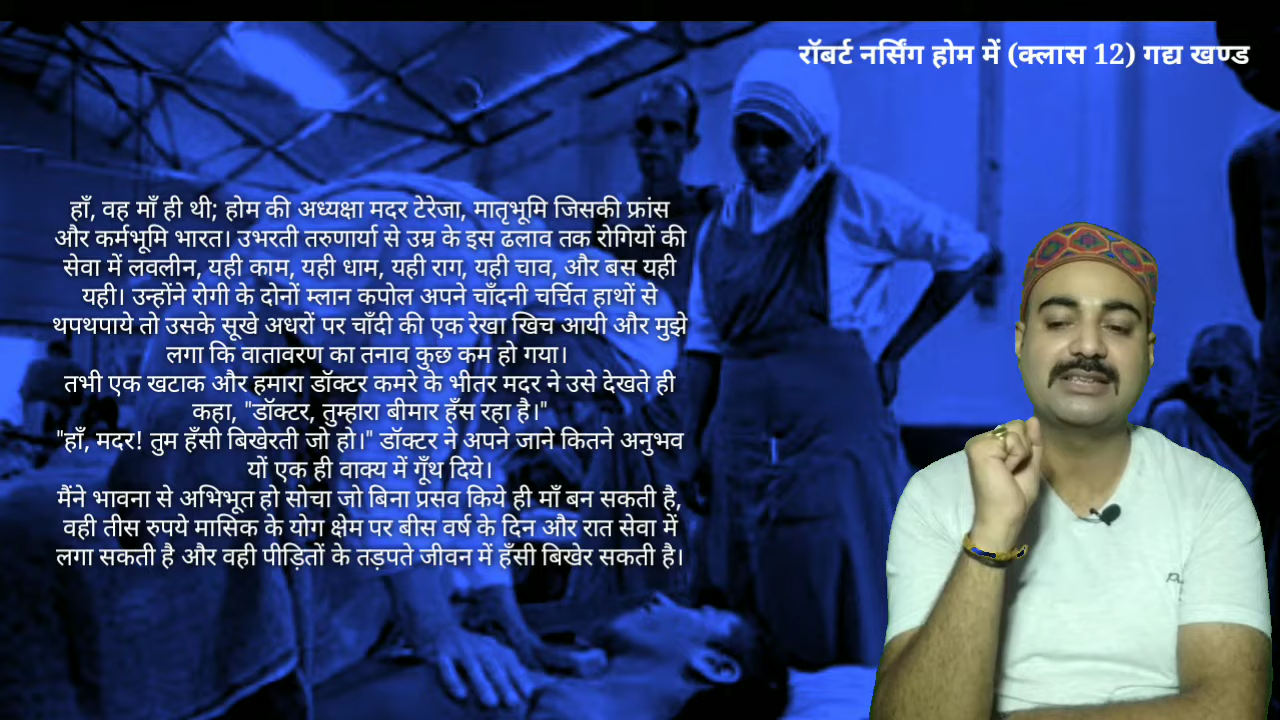 रॉबर्ट नर्सिंग होम में (क्लास 12) गद्य खण्ड
हाँ, वह माँ ही थी; होम की अध्यक्षा मदर टेरेजा, मातृभूमि जिसकी फ्रांस
और कर्मभूमि भारत। उभरती तरुणार्या से उम्र के इस ढलाव तक रोगियों की
सेवा में लवलीन, यही काम, यही धाम, यही राग, यही चाव, और बस यही
यही। उन्होंने रोगी के दोनों म्लान कपोल अपने चाँदनी चर्चित हाथों से
थपथपाये तो उसके सूखे अधरों पर चाँदी की एक रेखा खिच आयी और मुझे
लगा कि वातावरण का तनाव कुछ कम हो गया।
तभी एक खटाक और हमारा डॉक्टर कमरे के भीतर मदर ने उसे देखते ही
कहा, "डॉक्टर, तुम्हारा बीमार हँस रहा है।"
"हाँ, मदर! तुम हँसी बिखेरती जो हो।" डॉक्टर ने अपने जाने कितने अनुभव
यों एक ही वाक्य में गूँथ दिये।
मैंने भावना से अभिभूत हो सोचा जो बिना प्रसव किये ही माँ बन सकती है,
वही तीस रुपये मासिक के योग क्षेम पर बीस वर्ष के दिन और रात सेवा में
लगा सकती है और वही पीड़ितों के तड़पते जीवन में हँसी बिखेर सकती है।